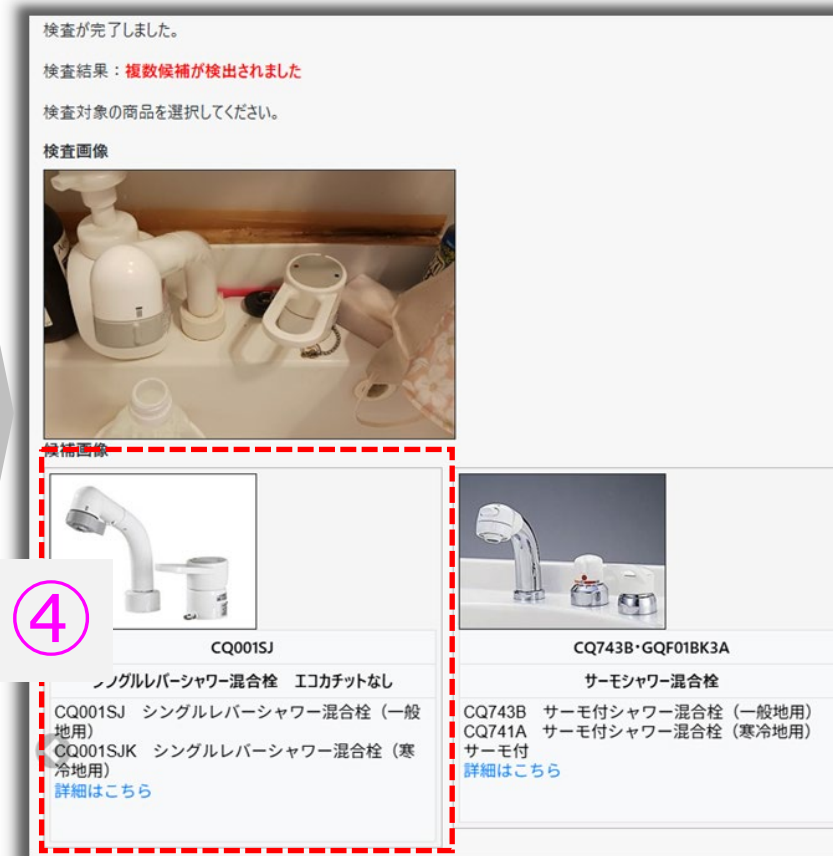 検査が完了しました。
検査結果：複数候補が検出されました
検査対象の商品を選択してください。
検査画像
候補画像
④
CQ001SJ
シングルレバーシャワー混合栓　エコカチットなし
CQ001SJ　シングルレバーシャワー混合栓（一般
地用）
CQ001SJK　シングルレバーシャワー混合栓（寒
冷地用）
詳細はこちら
CQ743B･GQF01BK3A
サーモシャワー混合栓
CQ743B　サーモ付シャワー混合栓（一般地用）
CQ741A　サーモ付シャワー混合栓（寒冷地用）
サーモ付
詳細はこちら